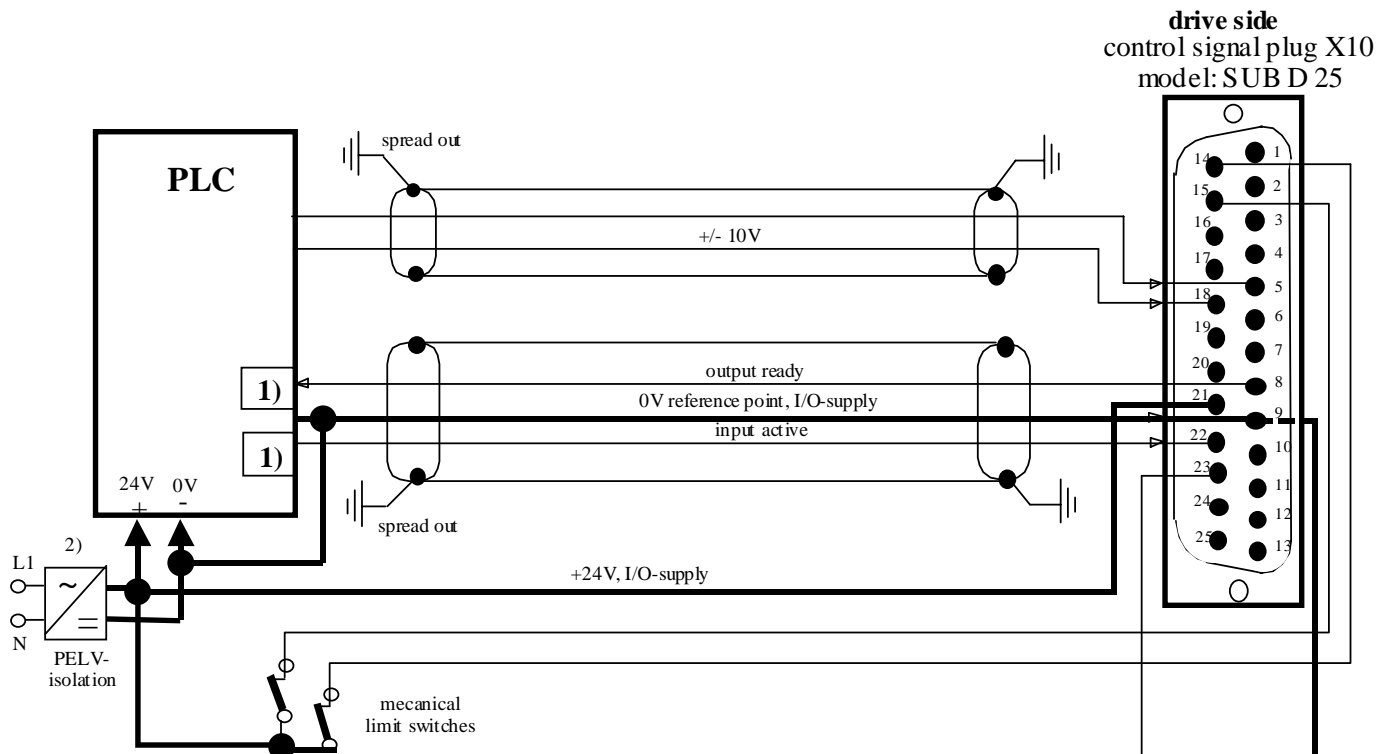 drive side
control signal plug X10
model: SUB D 25
PLC
spread out
+/- 10V
output ready
0V reference point, I/O-supply
input active
1)
1)
24V
0V
+
-
spread out
2)
L1
N
~
=
PELV-
isolation
+24V, I/O-supply
mecanical
limit switches
1
2
3
4
5
6
7
8
9
10
11
12
13
14
15
16
17
18
19
20
21
22
23
24
25